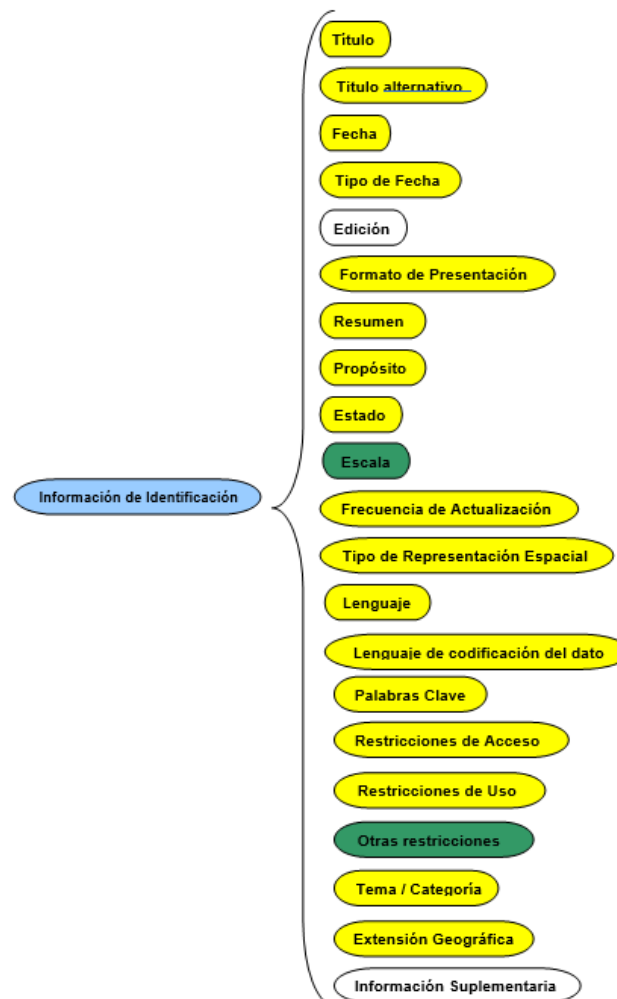 Título
Título alternativo
Fecha
Tipo de Fecha
Edición
Formato de Presentación
Resumen
Propósito
Estado
Escala
Información de Identificación
Frecuencia de Actualización
Tipo de Representación Espacial
Lenguaje
Lenguaje de codificación del dato
Palabras Clave
Restricciones de Acceso
Restricciones de Uso
Otras restricciones
Tema / Categoría
Extensión Geográfica
Información Suplementaria